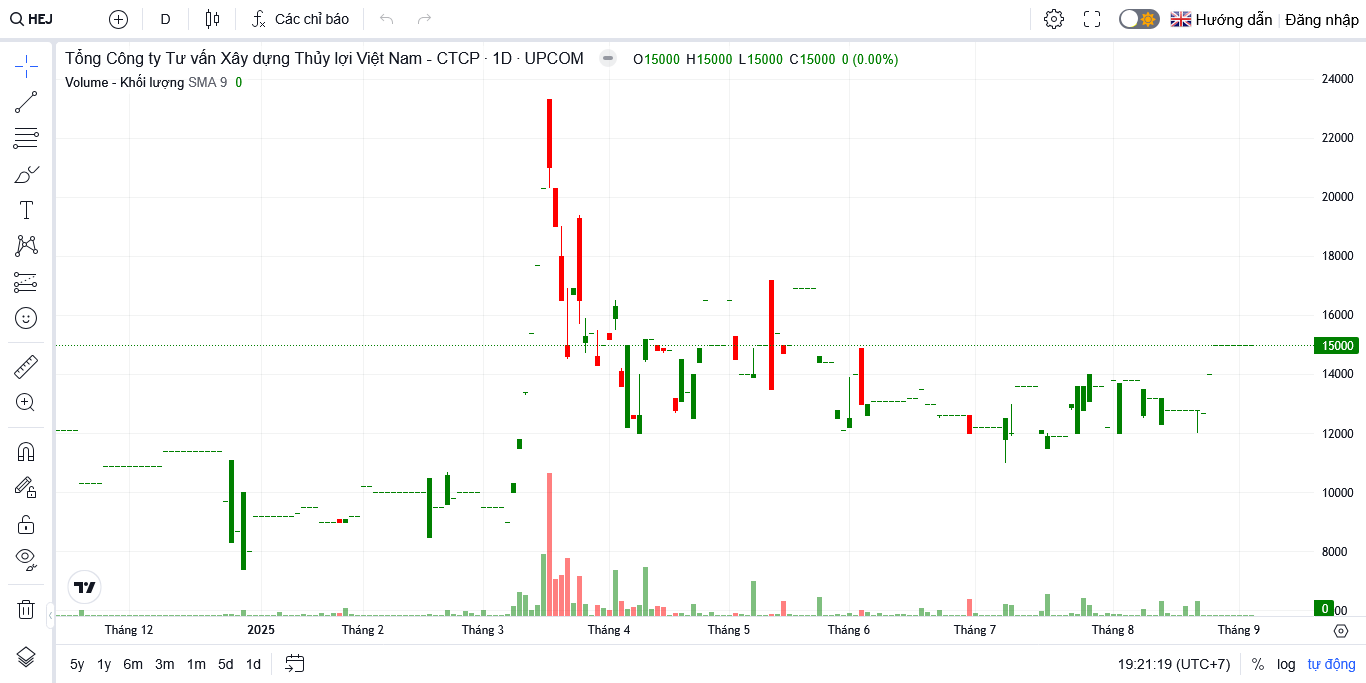 HEJ D Các chỉ báo Hướng dẫn Đăng nhập
Tổng Công ty Tư vấn Xây dựng Thủy lợi Việt Nam - CTCP · 1D · UPCOM O15000 H15000 L15000 C15000 0 (0.00%)
Volume - Khối lượng SMA 9 0
24000
22000
20000
18000
16000
15000
14000
12000
10000
8000
0
00
Tháng 12 2025 Tháng 2 Tháng 3 Tháng 4 Tháng 5 Tháng 6 Tháng 7 Tháng 8 Tháng 9
5y 1y 6m 3m 1m 5d 1d 19:21:19 (UTC+7) % log tự động